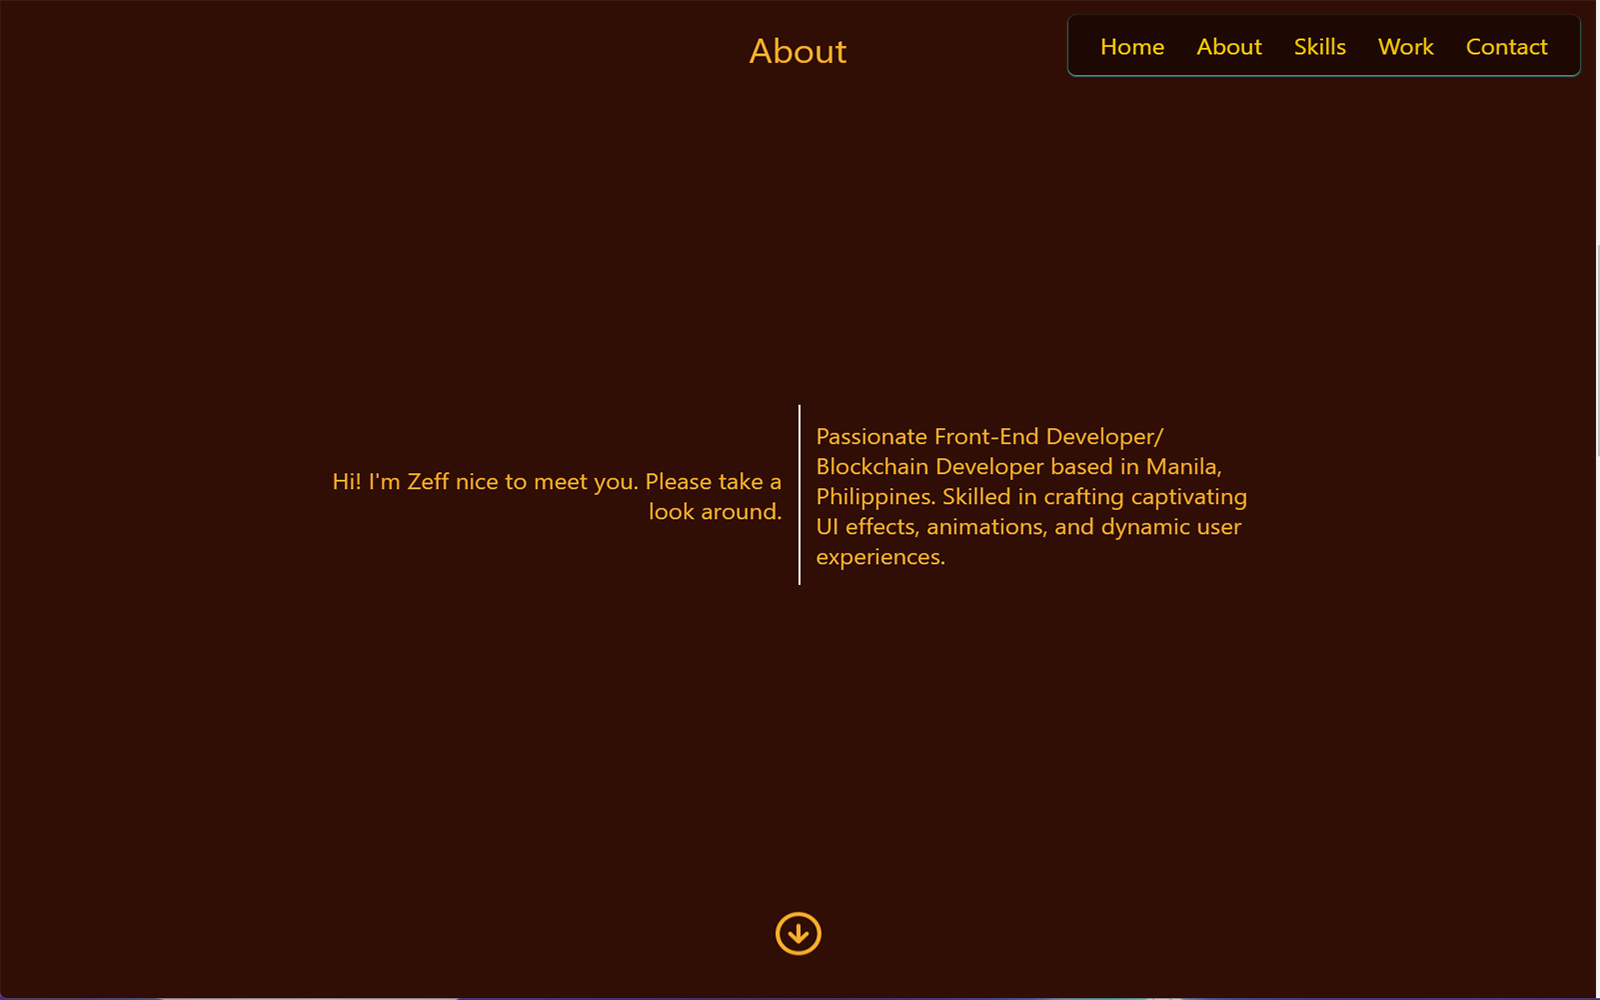 About
Home
About
Skills
Work
Contact
Hi! I'm Zeff nice to meet you. Please take a
look around.
Passionate Front-End Developer/
Blockchain Developer based in Manila,
Philippines. Skilled in crafting captivating
UI effects, animations, and dynamic user
experiences.